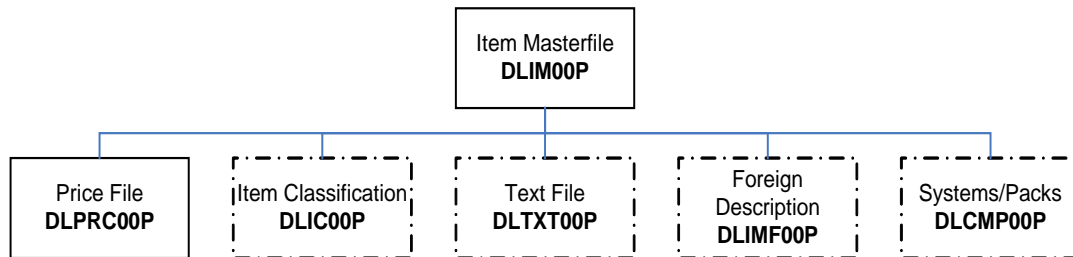 Item Masterfile
DLIM00P
Price File
DLPRC00P
Item Classification
DLIC00P
Text File
DLTXT00P
Foreign
Description
DLIMF00P
Systems/Packs
DLCMP00P